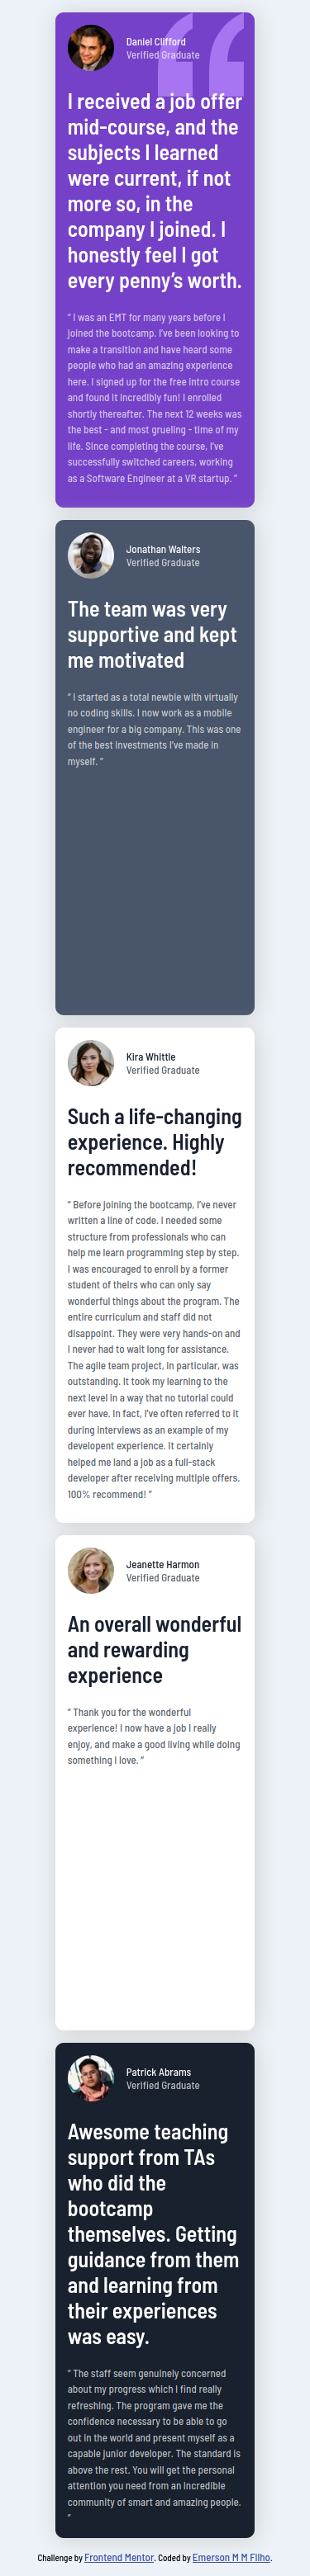 Daniel Clifford
Verified Graduate
I received a job offer
mid-course, and the
subjects I learned
were current, if not
more so, in the
company I joined. I
honestly feel I got
every penny’s worth.
“ I was an EMT for many years before I
joined the bootcamp. I’ve been looking to
make a transition and have heard some
people who had an amazing experience
here. I signed up for the free intro course
and found it incredibly fun! I enrolled
shortly thereafter. The next 12 weeks was
the best - and most grueling - time of my
life. Since completing the course, I’ve
successfully switched careers, working
as a Software Engineer at a VR startup. ”
Jonathan Walters
Verified Graduate
The team was very
supportive and kept
me motivated
“ I started as a total newbie with virtually
no coding skills. I now work as a mobile
engineer for a big company. This was one
of the best investments I’ve made in
myself. ”
Kira Whittle
Verified Graduate
Such a life-changing
experience. Highly
recommended!
“ Before joining the bootcamp, I’ve never
written a line of code. I needed some
structure from professionals who can
help me learn programming step by step.
I was encouraged to enroll by a former
student of theirs who can only say
wonderful things about the program. The
entire curriculum and staff did not
disappoint. They were very hands-on and
I never had to wait long for assistance.
The agile team project, in particular, was
outstanding. It took my learning to the
next level in a way that no tutorial could
ever have. In fact, I’ve often referred to it
during interviews as an example of my
developent experience. It certainly
helped me land a job as a full-stack
developer after receiving multiple offers.
100% recommend! ”
Jeanette Harmon
Verified Graduate
An overall wonderful
and rewarding
experience
“ Thank you for the wonderful
experience! I now have a job I really
enjoy, and make a good living while doing
something I love. ”
Patrick Abrams
Verified Graduate
Awesome teaching
support from TAs
who did the
bootcamp
themselves. Getting
guidance from them
and learning from
their experiences
was easy.
“ The staff seem genuinely concerned
about my progress which I find really
refreshing. The program gave me the
confidence necessary to be able to go
out in the world and present myself as a
capable junior developer. The standard is
above the rest. You will get the personal
attention you need from an incredible
community of smart and amazing people.
”
Challenge by Frontend Mentor. Coded by Emerson M M Filho.